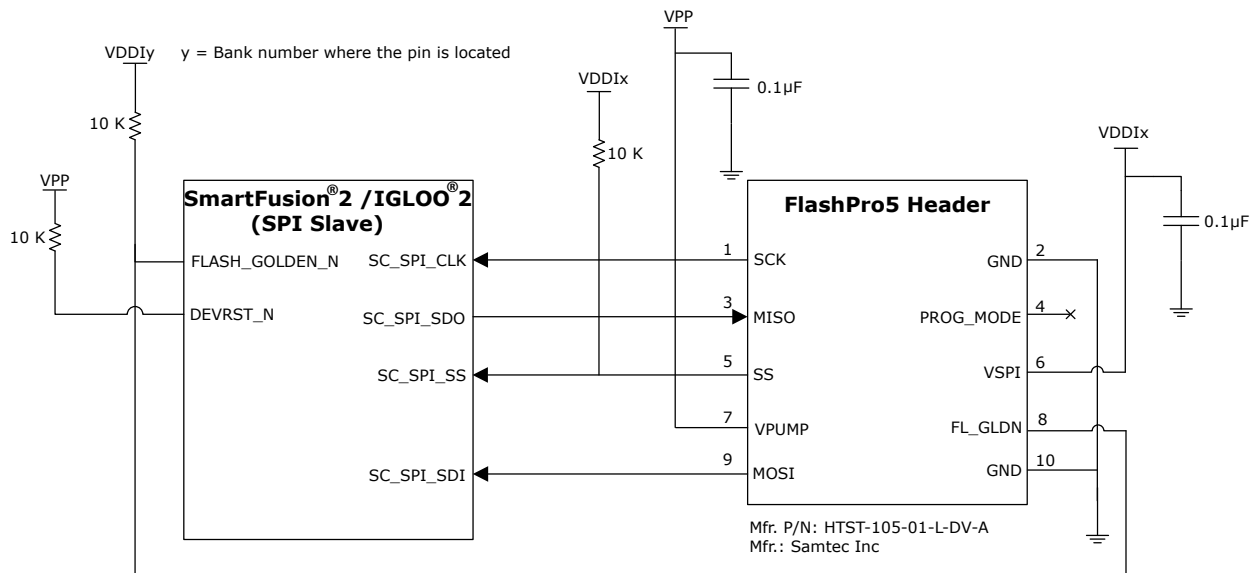 VPP
VDDIy y = Bank number where the pin is located
VDDIx
0.1µF
10 K
10 K
VDDIx
VPP
10 K
0.1µF
SmartFusion®2 /IGLOO®2
(SPI Slave)
FLASH_GOLDEN_N
DEVRST_N
SC_SPI_CLK
SC_SPI_SDO
SC_SPI_SS
SC_SPI_SDI
FlashPro5 Header
1
SCK
3
MISO
5
SS
7
VPUMP
9
MOSI
GND
2
PROG_MODE
4
VSPI
6
FL_GLDN
8
GND
10
Mfr. P/N: HTST-105-01-L-DV-A
Mfr.: Samtec Inc